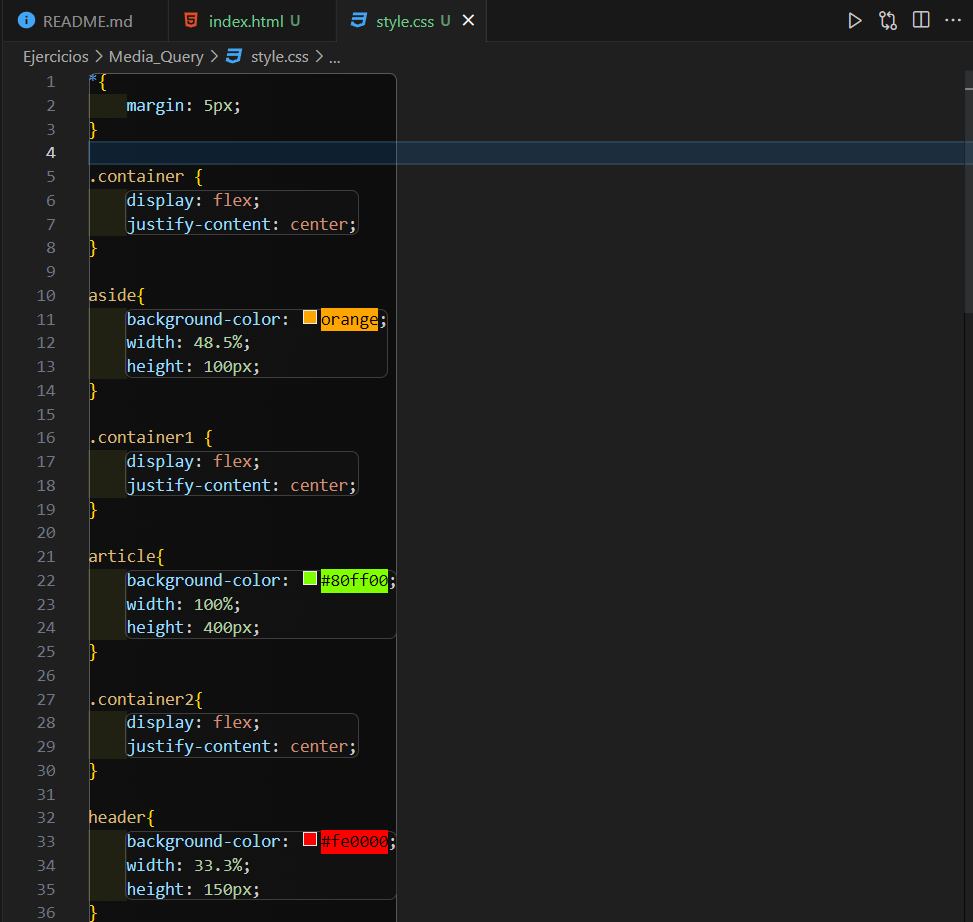 README.md index.html U style.css U
Ejercicios > Media_Query > style.css > ...
1 *{
2 margin: 5px;
3 }
4
5 .container {
6 display: flex;
7 justify-content: center;
8 }
9
10 aside{
11 background-color: orange;
12 width: 48.5%;
13 height: 100px;
14 }
15
16 .container1 {
17 display: flex;
18 justify-content: center;
19 }
20
21 article{
22 background-color: #80ff00;
23 width: 100%;
24 height: 400px;
25 }
26
27 .container2{
28 display: flex;
29 justify-content: center;
30 }
31
32 header{
33 background-color: #fe0000;
34 width: 33.3%;
35 height: 150px;
36 }